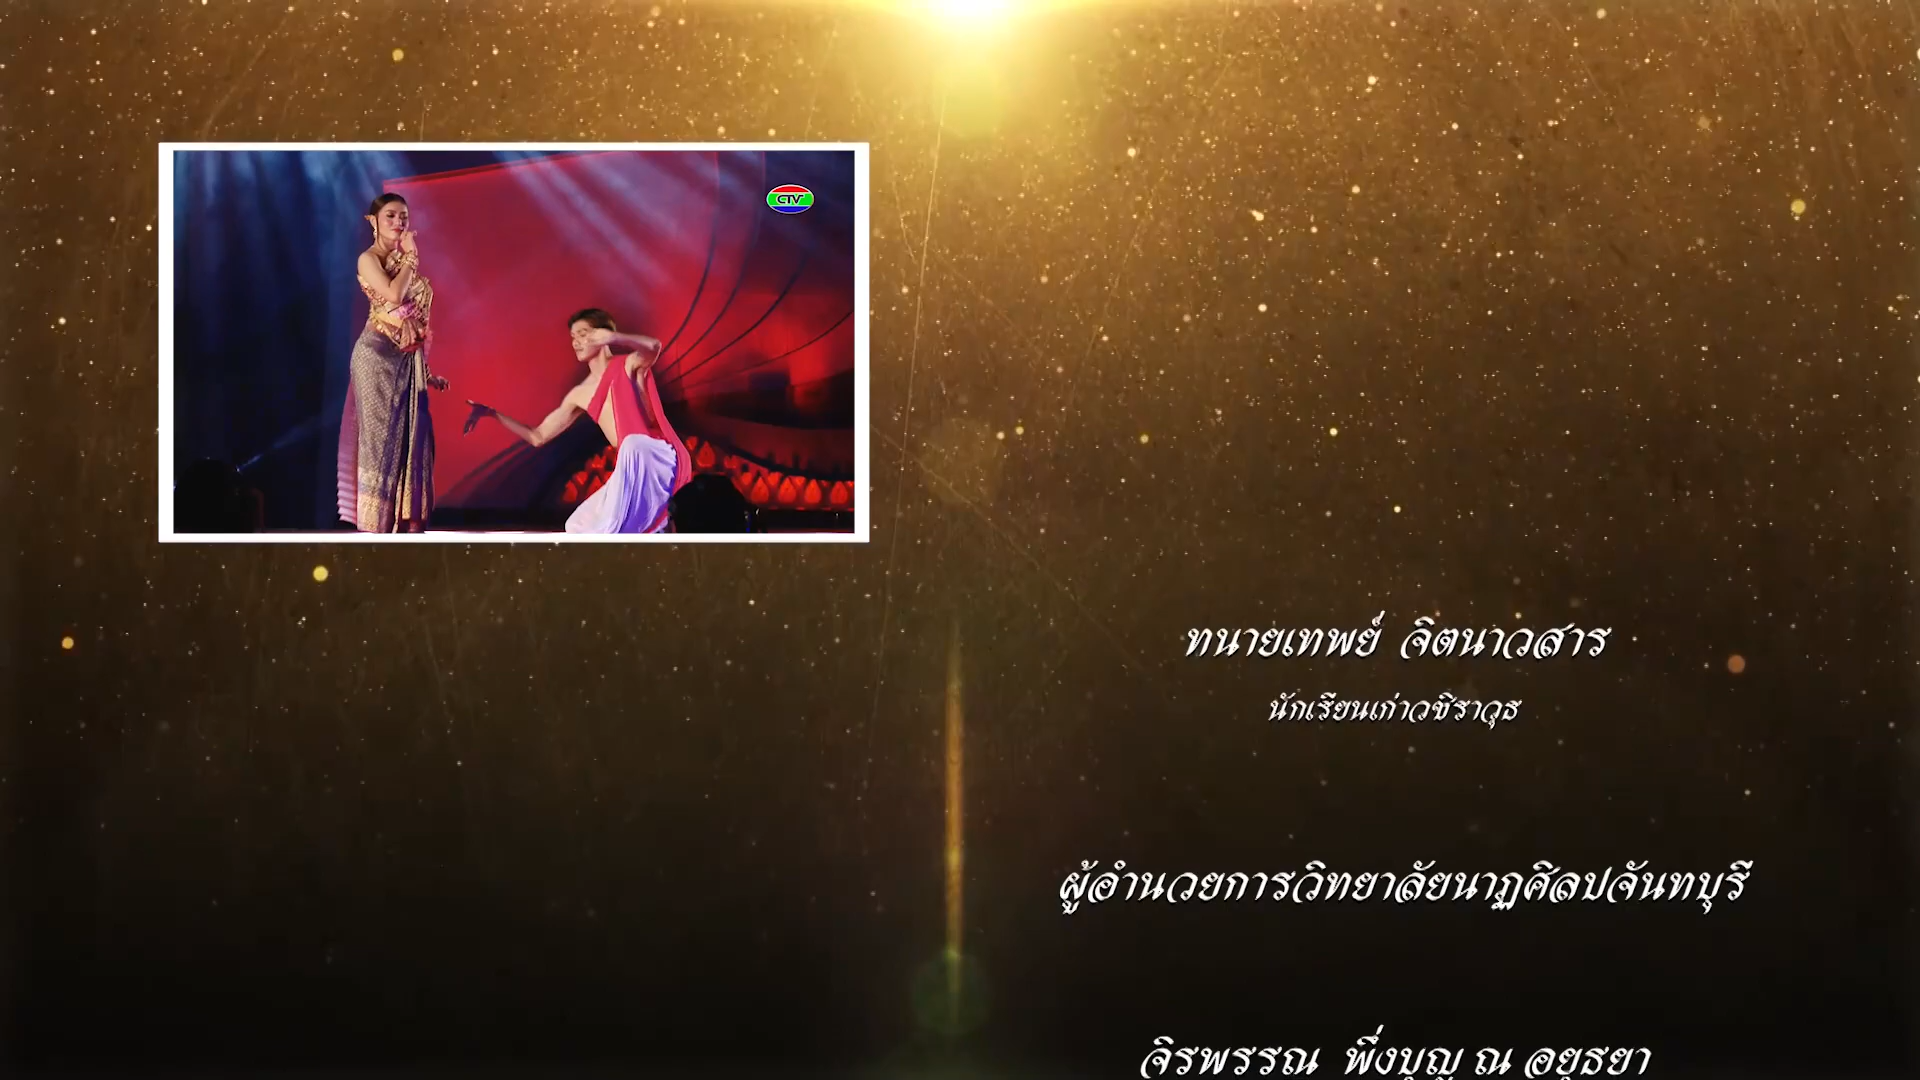 CTV
ทนายเทพย์ จิตนาวสาร
นักเรียนเก่าวชิราวุธ
ผู้อำนวยการวิทยาลัยนาฏศิลปจันทบุรี
จิรพรรณ พึ่งบุญ ณ อยุธยา